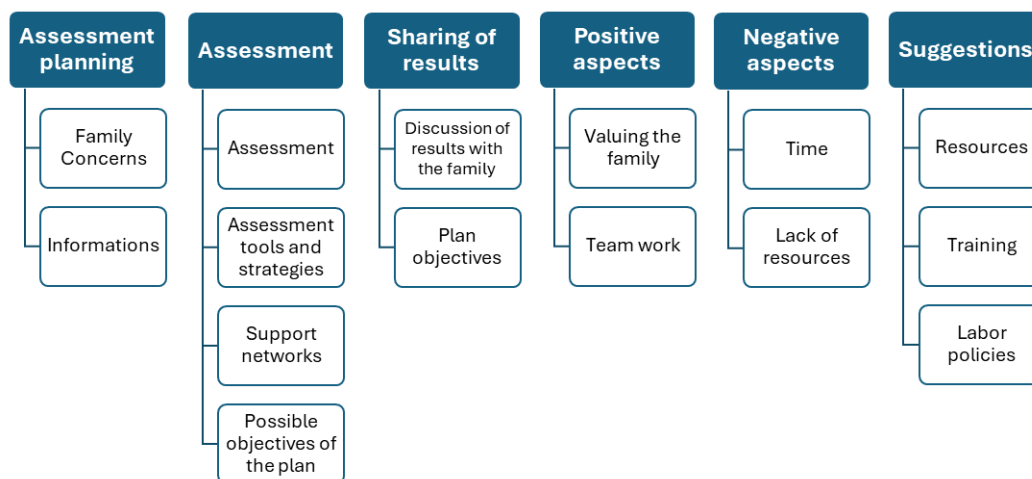 Assessment
planning
Family
Concerns
Informations
Assessment
Assessment
Assessment
tools and
strategies
Support
networks
Possible
objectives of
the plan
Sharing of
results
Discussion of
results with
the family
Plan
objectives
Positive
aspects
Valuing the
family
Team work
Negative
aspects
Time
Lack of
resources
Suggestions
Resources
Training
Labor
policies